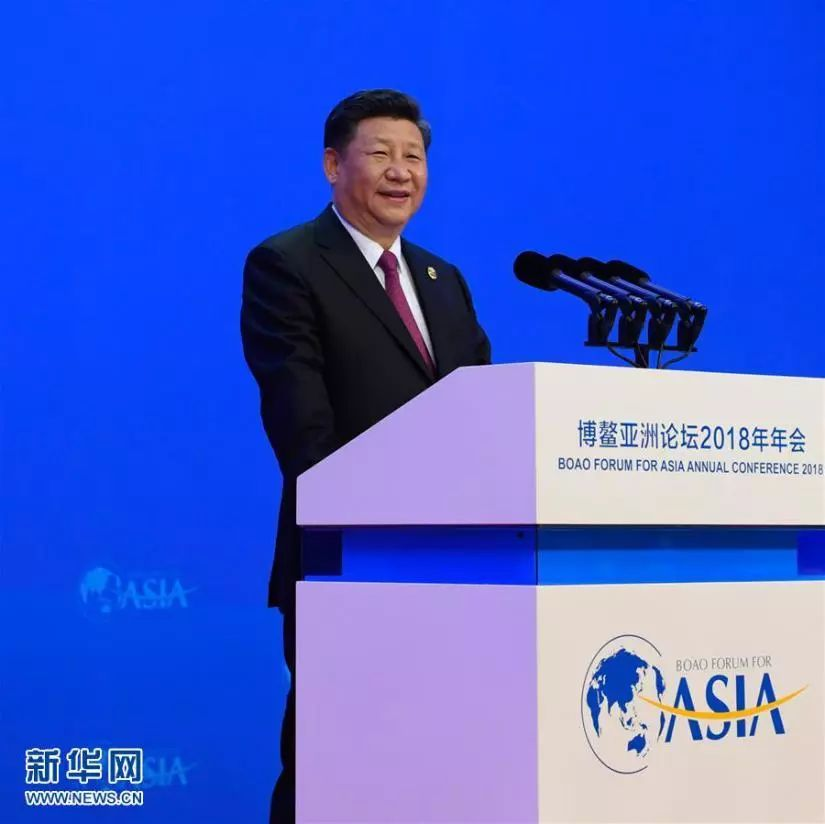 博鳌亚洲论坛2018年年会
BOAO FORUM FOR ASIA ANNUAL CONFERENCE 2018
ASIA
BOAO FORUM FOR
ASIA
ASIA
新华网
WWW.NEWS.CN